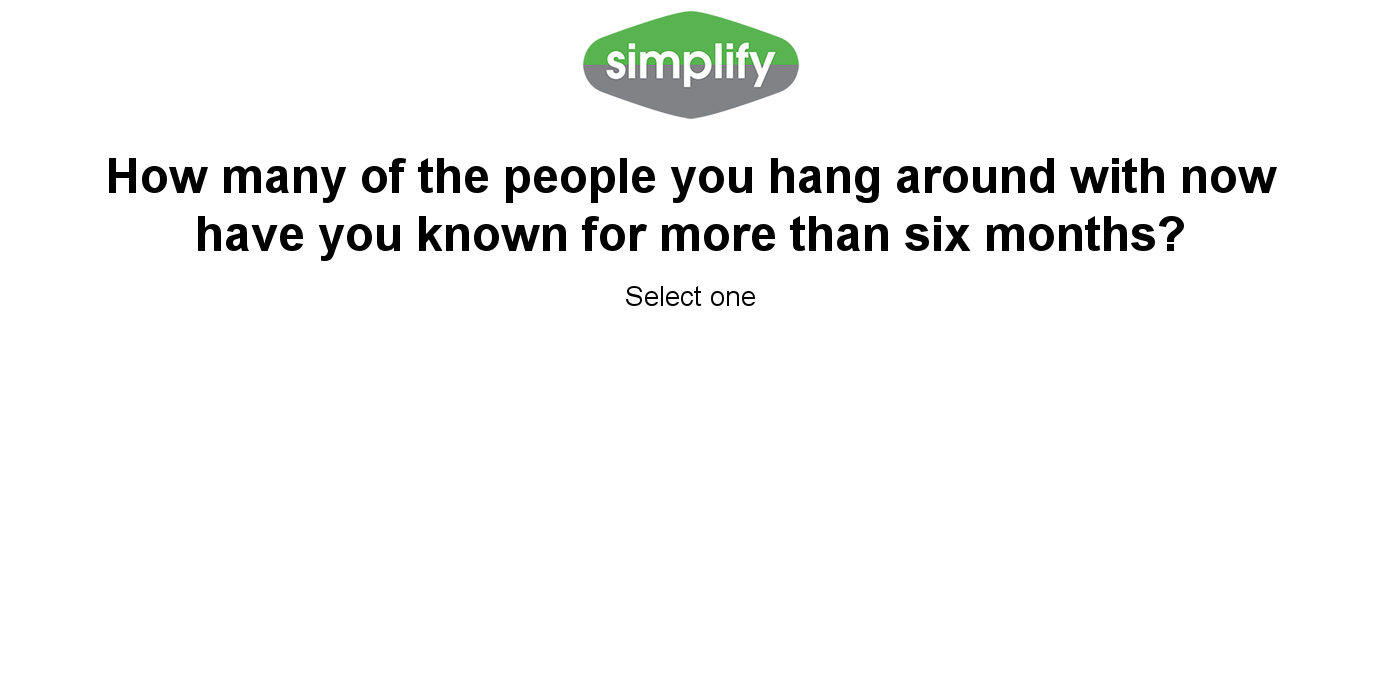 simplify
How many of the people you hang around with now
have you known for more than six months?
Select one